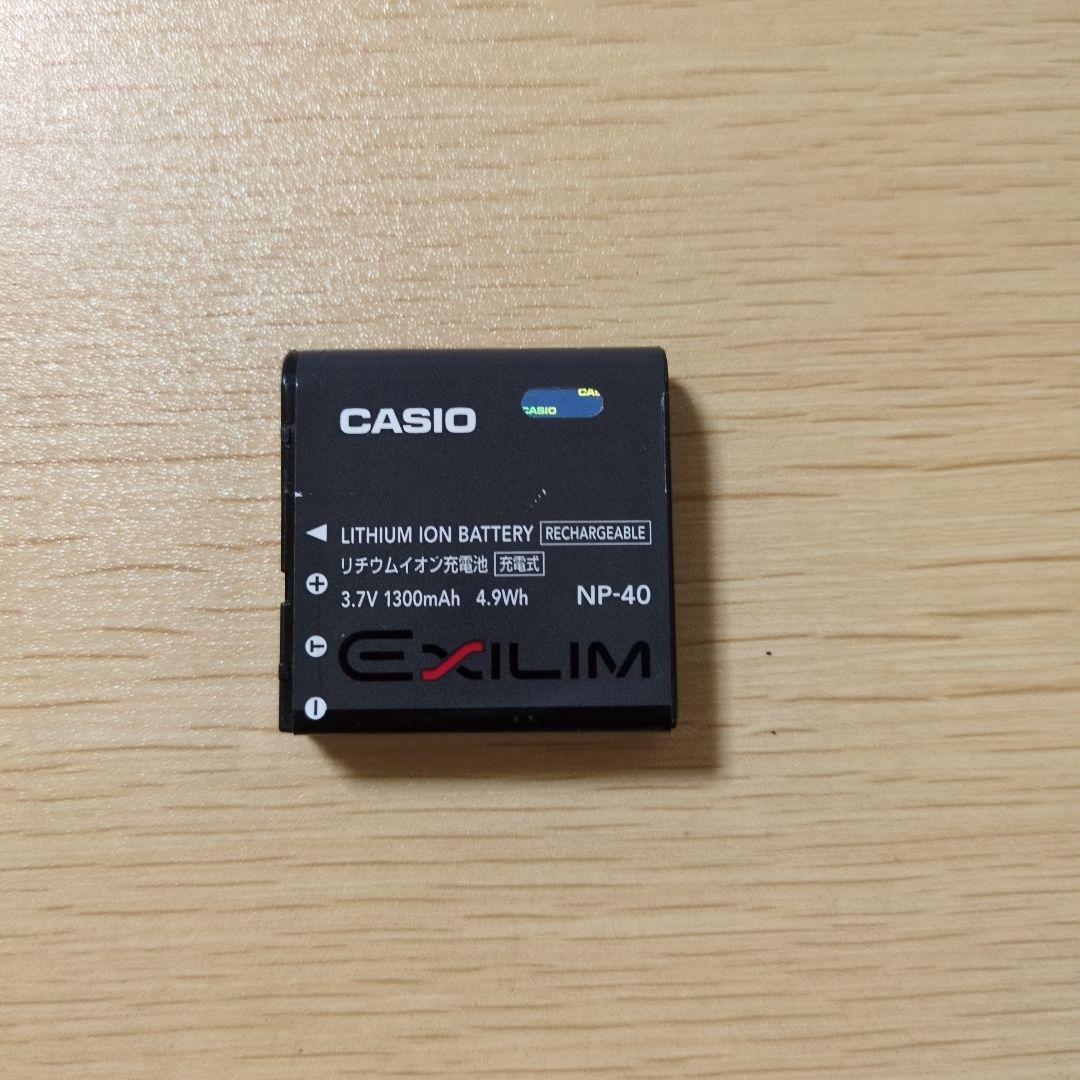 CASIO
CASIO
CAS
LITHIUM ION BATTERY RECHARGEABLE
リチウムイオン充電池 充電式
3.7V 1300mAh 4.9Wh NP-40
+
T
−
EXILIM